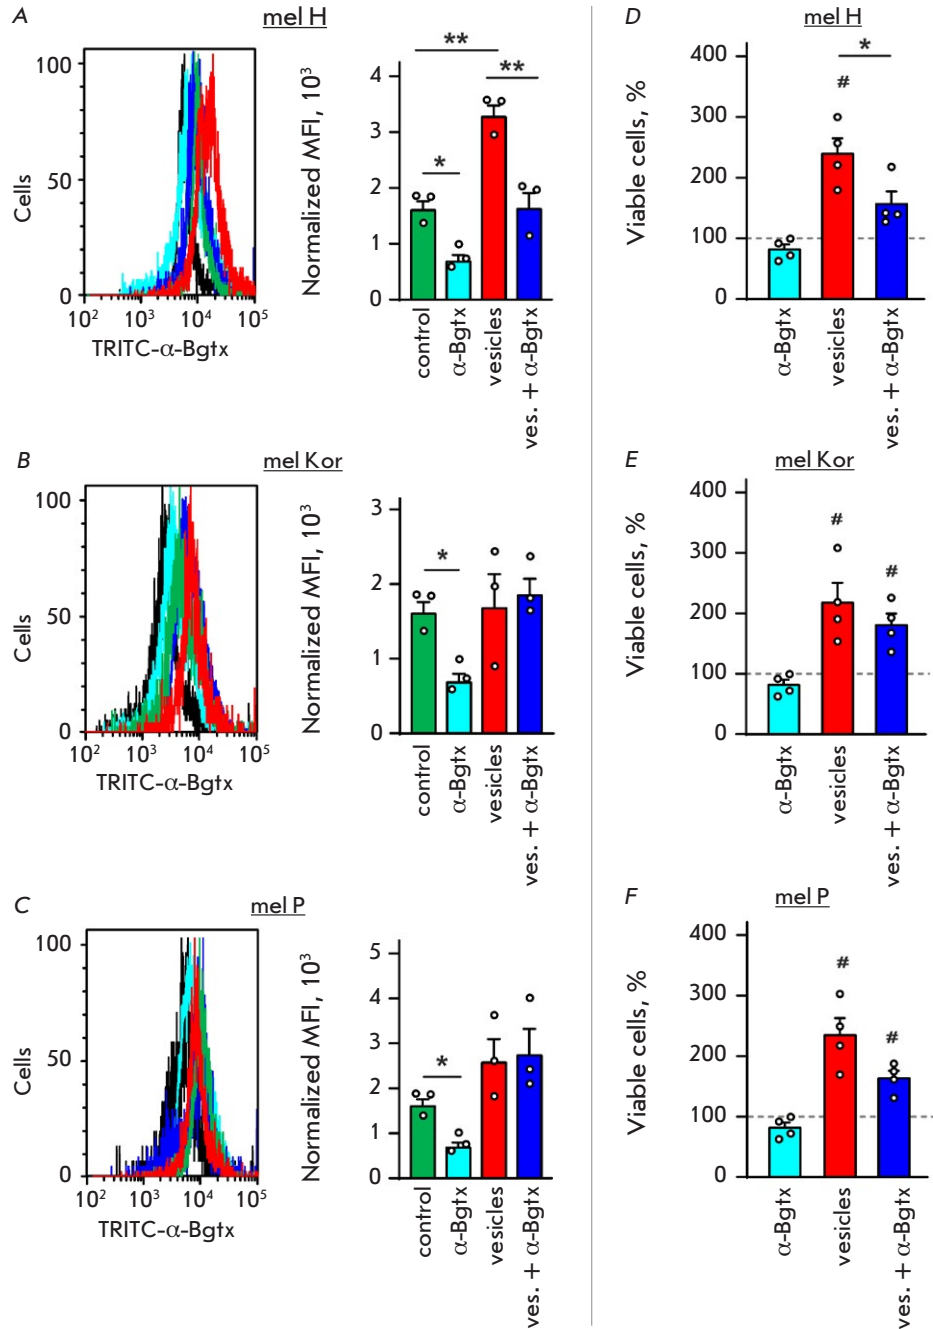 A
mel H
100
50
0
Cells
10² 10³ 10⁴ 10⁵
TRITC-α-Bgtx
Normalized MFI, 10³
4
3
2
1
0
**
**
*
control
α-Bgtx
vesicles
ves. + α-Bgtx
D
mel H
Viable cells, %
400
300
200
100
0
*
#
α-Bgtx
vesicles
ves. + α-Bgtx
B
mel Kor
100
50
0
Cells
10² 10³ 10⁴ 10⁵
TRITC-α-Bgtx
Normalized MFI, 10³
3
2
1
0
*
control
α-Bgtx
vesicles
ves. + α-Bgtx
E
mel Kor
Viable cells, %
400
300
200
100
0
#
#
α-Bgtx
vesicles
ves. + α-Bgtx
C
mel P
100
50
0
Cells
10² 10³ 10⁴ 10⁵
TRITC-α-Bgtx
Normalized MFI, 10³
5
4
3
2
1
0
*
control
α-Bgtx
vesicles
ves. + α-Bgtx
F
mel P
Viable cells, %
400
300
200
100
0
#
#
α-Bgtx
vesicles
ves. + α-Bgtx